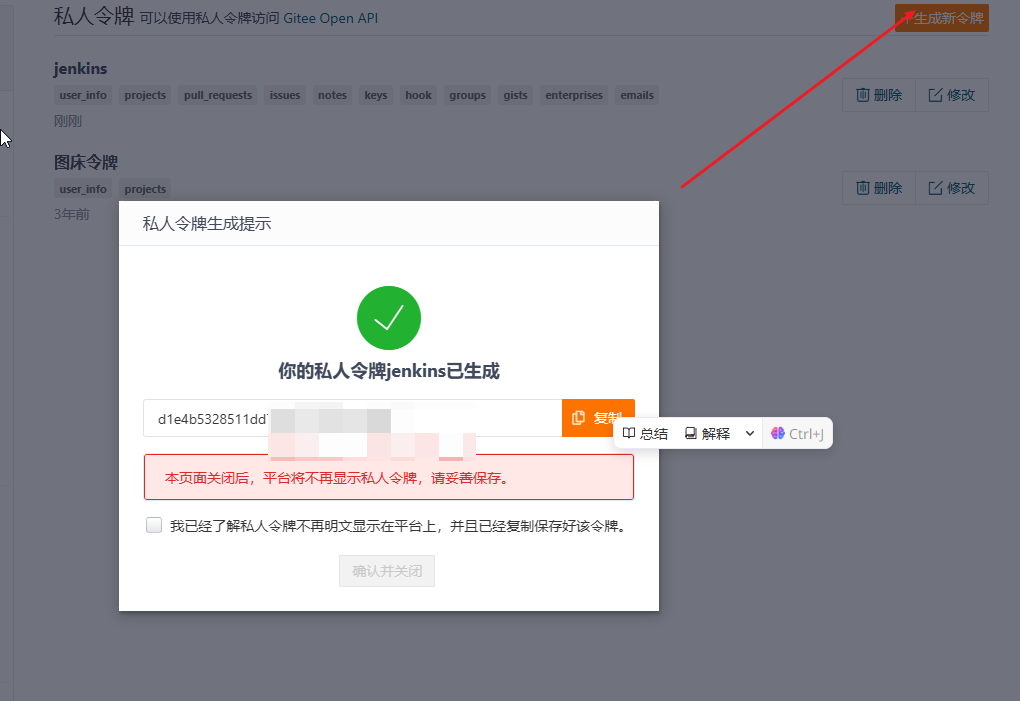 私人令牌 可以使用私人令牌访问 Gitee Open API
生成新令牌
jenkins
user_info projects pull_requests issues notes keys hook groups gists enterprises emails
删除 修改
刚刚
图床令牌
user_info projects
删除 修改
3年前
私人令牌生成提示
你的私人令牌jenkins已生成
d1e4b5328511dd
复制
总结 解释 Ctrl+J
本页面关闭后，平台将不再显示私人令牌，请妥善保存。
我已经了解私人令牌不再明文显示在平台上，并且已经复制保存好该令牌。
确认并关闭